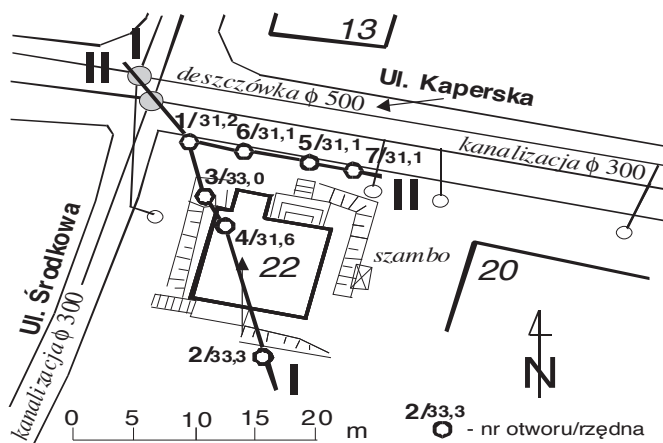 I
II
13
Ul. Kaperska
deszczówka ϕ 500
kanalizacja ϕ 300
1/31,2
6/31,1
5/31,1
7/31,1
II
3/33,0
4/31,6
22
szambo
20
Ul. Środkowa
kanalizacja ϕ 300
2/33,3
I
N
0 5 10 15 20 m
2/33,3 - nr otworu/rzędna